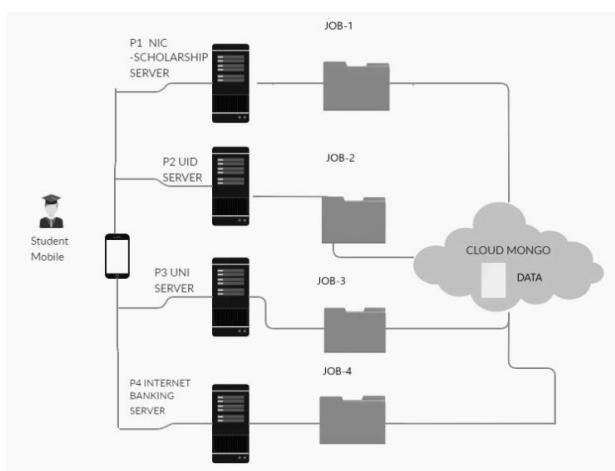 JOB-1
P1 NIC
-SCHOLARSHIP
SERVER
JOB-2
P2 UID
SERVER
Student
Mobile
CLOUD MONGO
DATA
P3 UNI
SERVER
JOB-3
JOB-4
P4 INTERNET
BANKING
SERVER